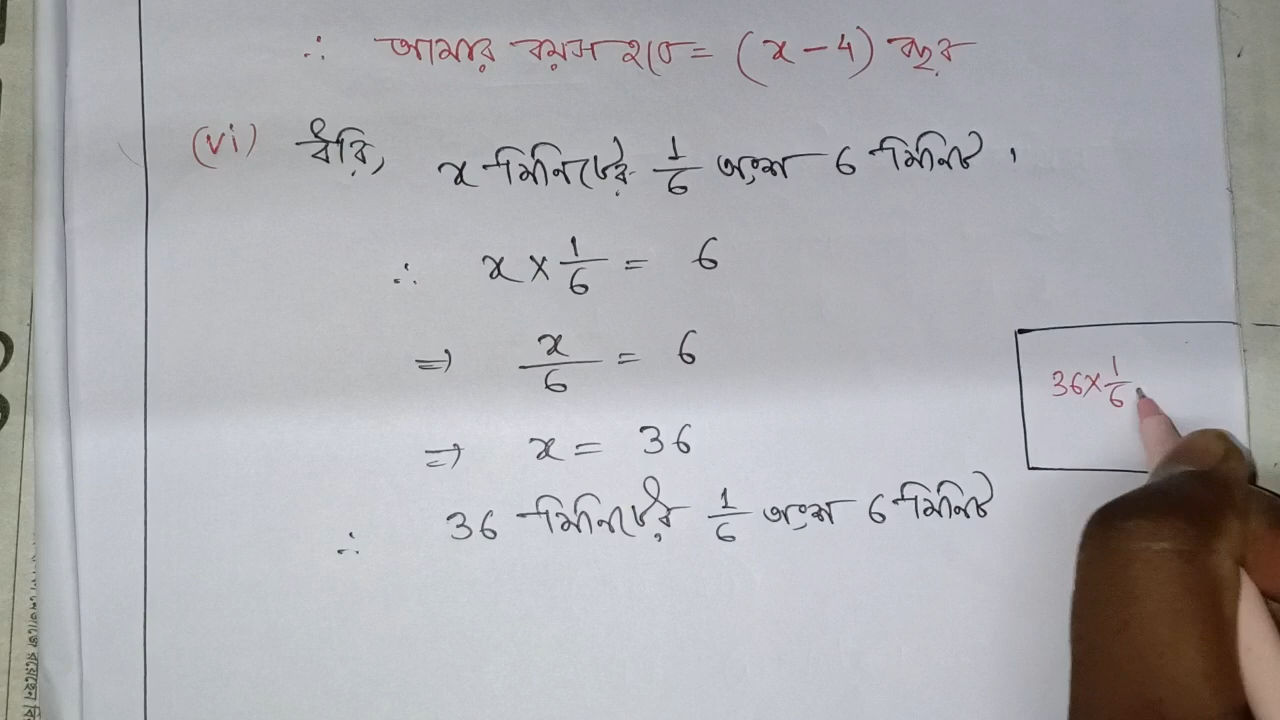 ∴ আমার বয়স হবে = (x - 4) বছর
(vi) ধরি, x মিনিটের 1/6 অংশ 6 মিনিট।
∴ x × 1/6 = 6
⇒ x/6 = 6
⇒ x = 36
36 × 1/6
∴ 36 মিনিটের 1/6 অংশ 6 মিনিট